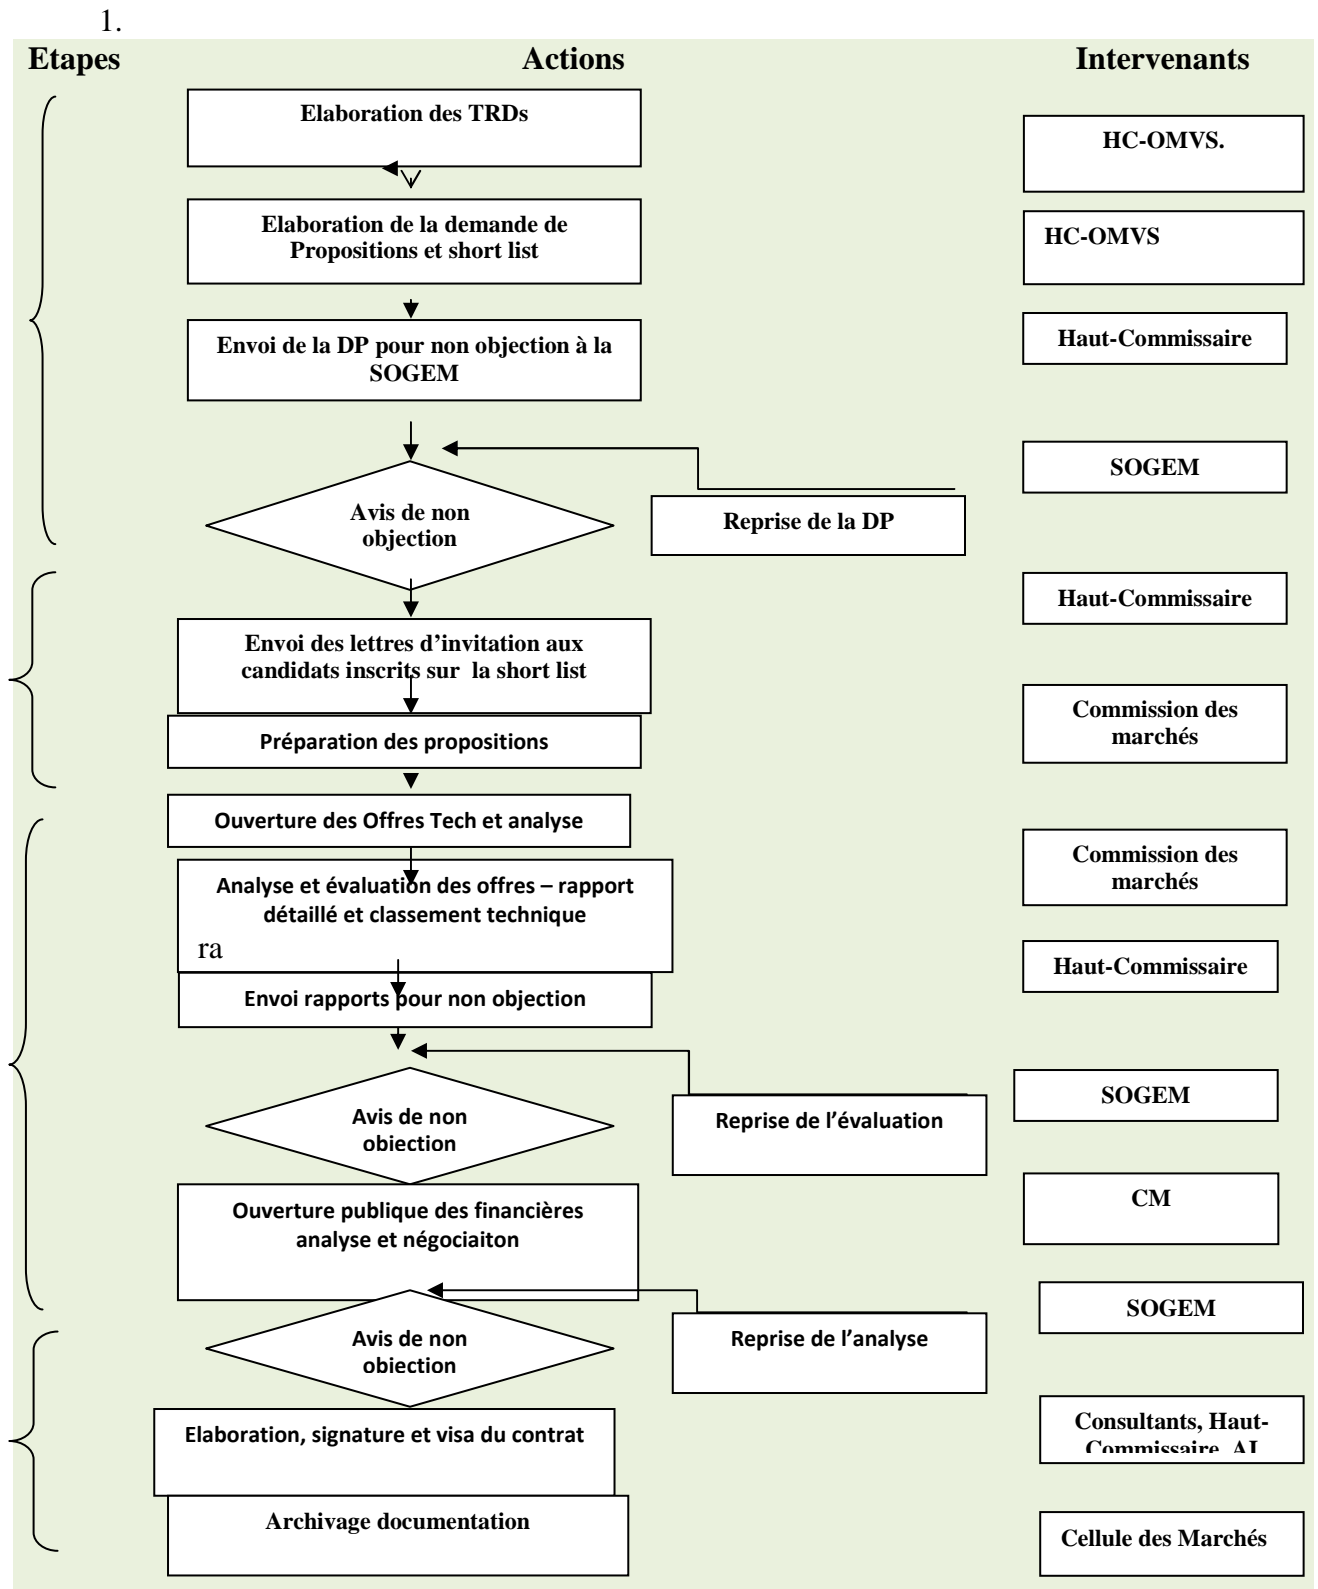 1.
Etapes Actions Intervenants
Elaboration des TRDs
HC-OMVS.
Elaboration de la demande de
Propositions et short list
HC-OMVS
Envoi de la DP pour non objection à la
SOGEM
Haut-Commissaire
SOGEM
Avis de non
objection
Reprise de la DP
Haut-Commissaire
Envoi des lettres d’invitation aux
candidats inscrits sur la short list
Commission des
marchés
Préparation des propositions
Ouverture des Offres Tech et analyse
Commission des
marchés
Analyse et évaluation des offres – rapport
détaillé et classement technique
ra
Haut-Commissaire
Envoi rapports pour non objection
SOGEM
Avis de non
objection
Reprise de l’évaluation
CM
Ouverture publique des financières
analyse et négociaiton
SOGEM
Avis de non
objection
Reprise de l’analyse
Consultants, Haut-
Commissaire, AI
Elaboration, signature et visa du contrat
Archivage documentation
Cellule des Marchés